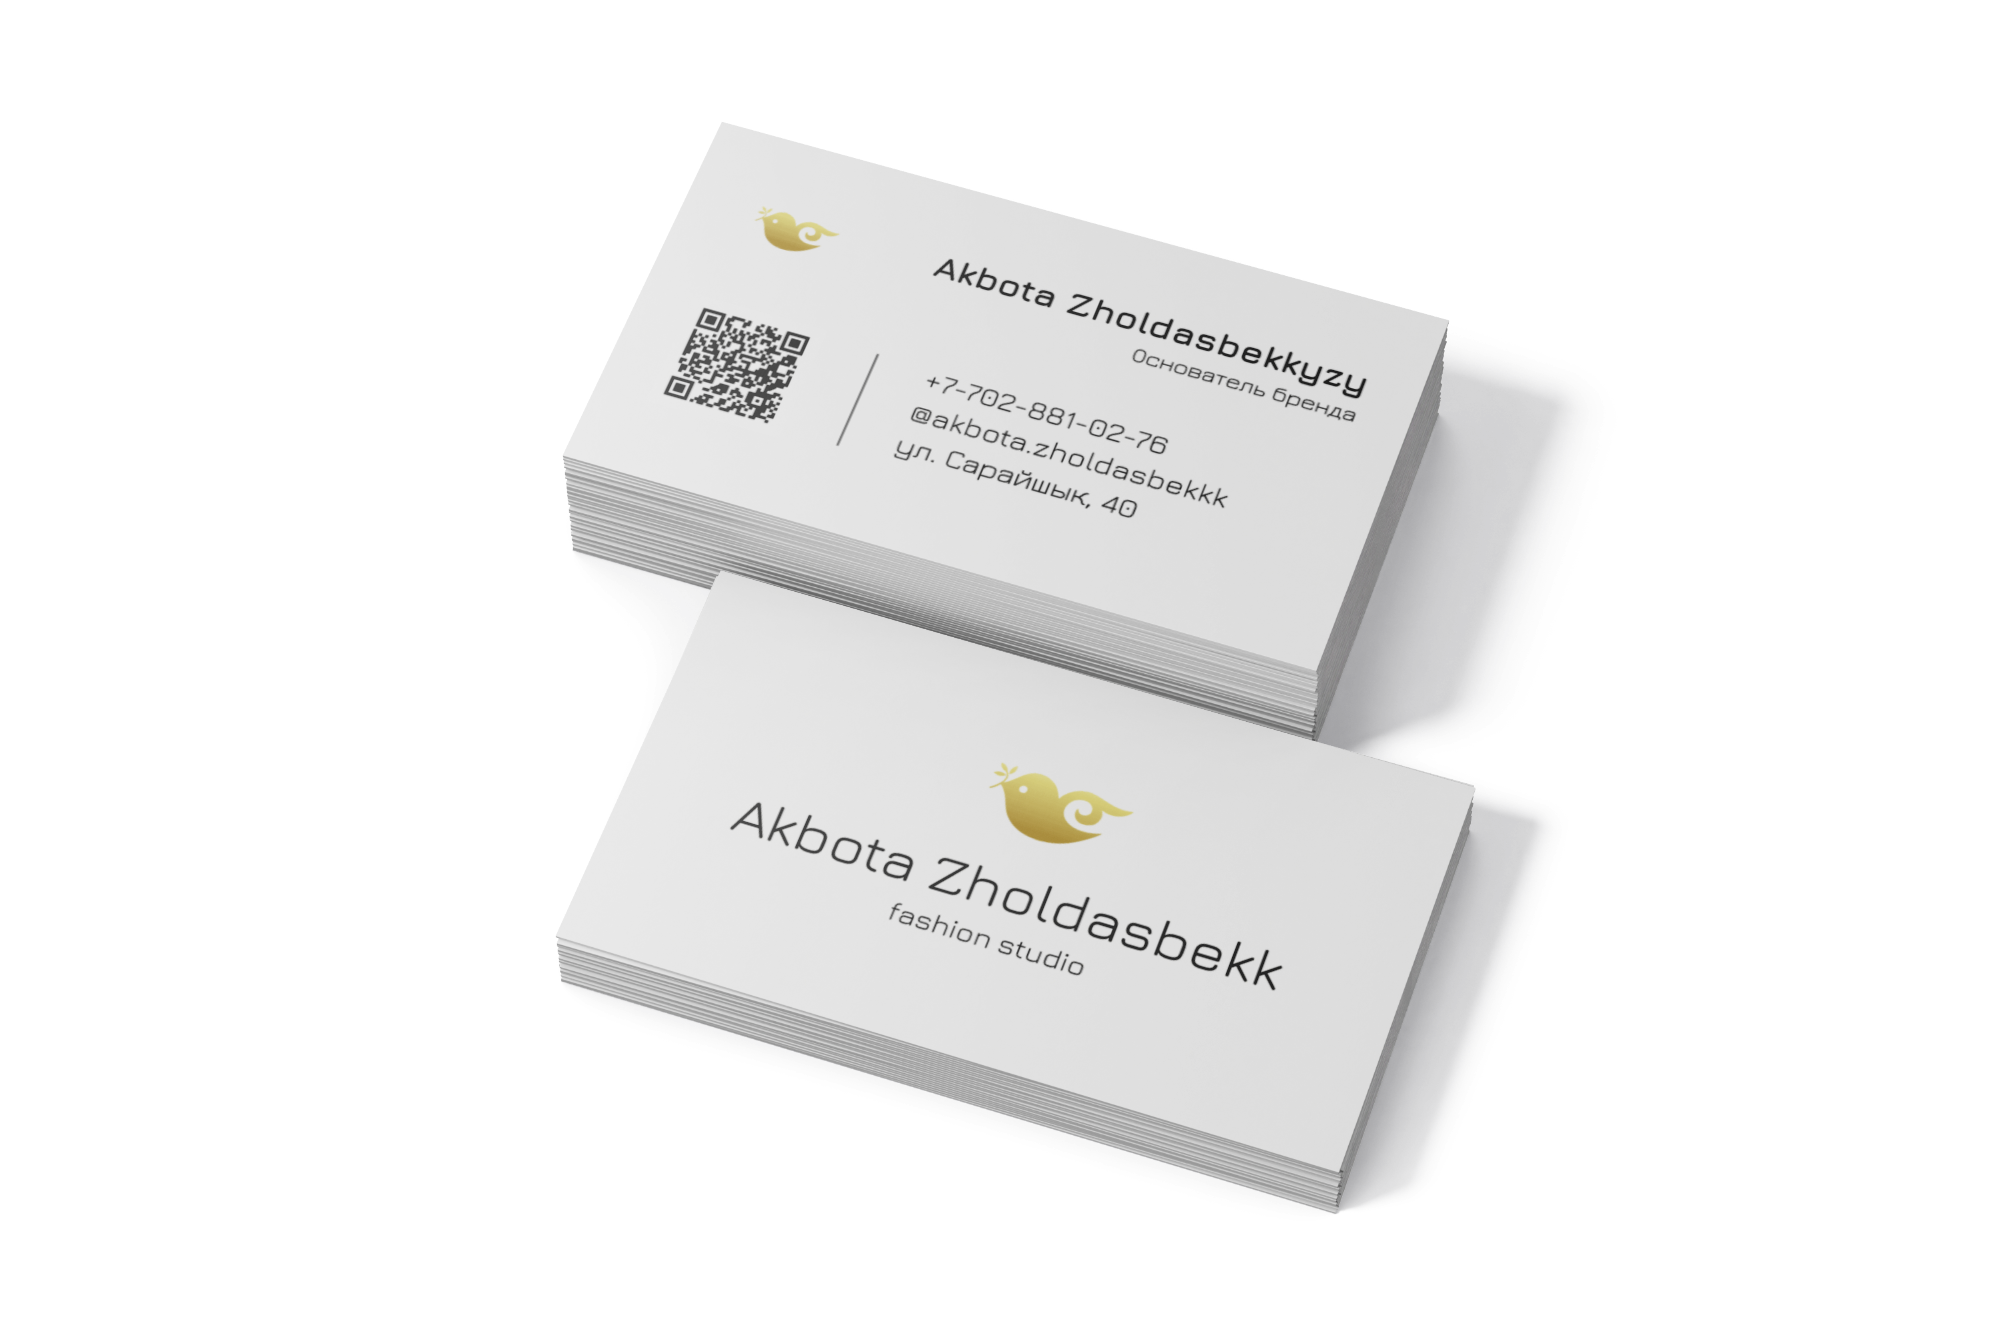 Akbota Zholdasbekkyzy
Основатель бренда
+7-702-881-02-76
@akbota.zholdasbekkk
ул. Сарайшық, 40
Akbota Zholdasbekk
fashion studio